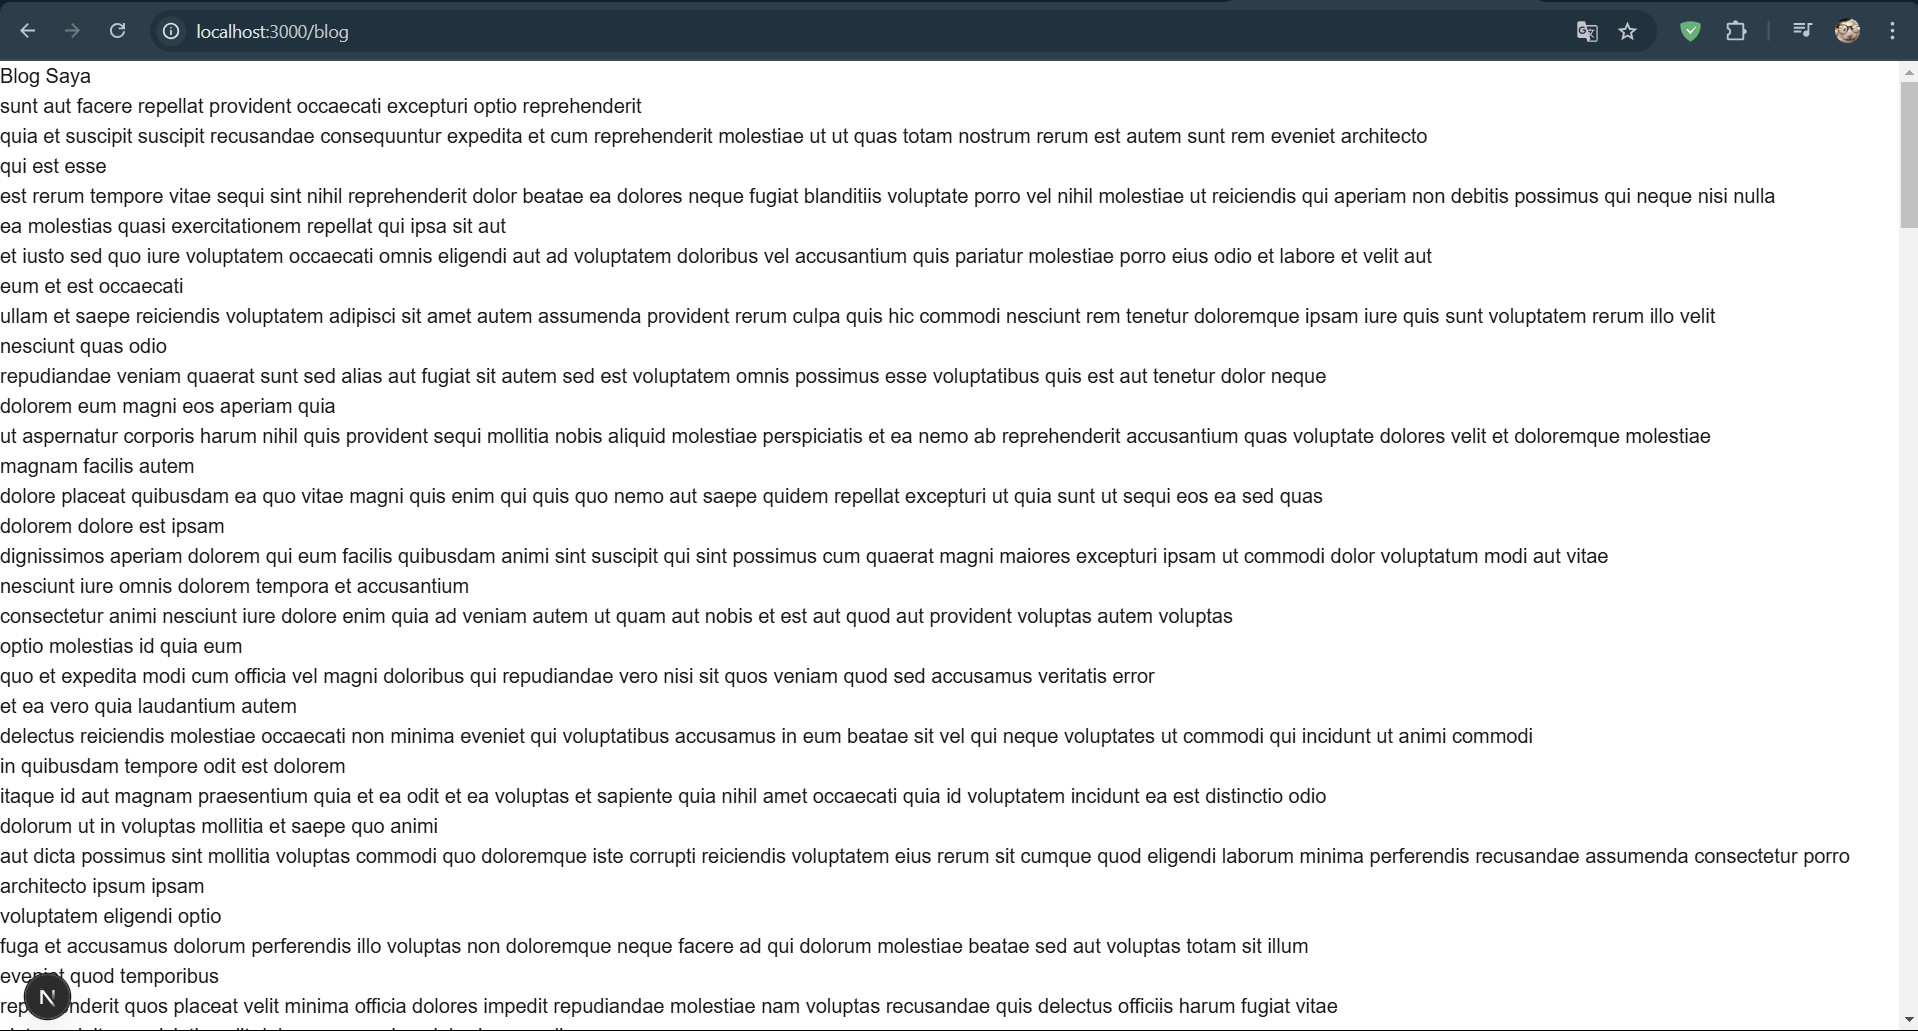 localhost:3000/blog
Blog Saya
sunt aut facere repellat provident occaecati excepturi optio reprehenderit
quia et suscipit suscipit recusandae consequuntur expedita et cum reprehenderit molestiae ut ut quas totam nostrum rerum est autem sunt rem eveniet architecto
qui est esse
est rerum tempore vitae sequi sint nihil reprehenderit dolor beatae ea dolores neque fugiat blanditiis voluptate porro vel nihil molestiae ut reiciendis qui aperiam non debitis possimus qui neque nisi nulla
ea molestias quasi exercitationem repellat qui ipsa sit aut
et iusto sed quo iure voluptatem occaecati omnis eligendi aut ad voluptatem doloribus vel accusantium quis pariatur molestiae porro eius odio et labore et velit aut
eum et est occaecati
ullam et saepe reiciendis voluptatem adipisci sit amet autem assumenda provident rerum culpa quis hic commodi nesciunt rem tenetur doloremque ipsam iure quis sunt voluptatem rerum illo velit
nesciunt quas odio
repudiandae veniam quaerat sunt sed alias aut fugiat sit autem sed est voluptatem omnis possimus esse voluptatibus quis est aut tenetur dolor neque
dolorem eum magni eos aperiam quia
ut aspernatur corporis harum nihil quis provident sequi mollitia nobis aliquid molestiae perspiciatis et ea nemo ab reprehenderit accusantium quas voluptate dolores velit et doloremque molestiae
magnam facilis autem
dolore placeat quibusdam ea quo vitae magni quis enim qui quis quo nemo aut saepe quidem repellat excepturi ut quia sunt ut sequi eos ea sed quas
dolorem dolore est ipsam
dignissimos aperiam dolorem qui eum facilis quibusdam animi sint suscipit qui sint possimus cum quaerat magni maiores excepturi ipsam ut commodi dolor voluptatum modi aut vitae
nesciunt iure omnis dolorem tempora et accusantium
consectetur animi nesciunt iure dolore enim quia ad veniam autem ut quam aut nobis et est aut quod aut provident voluptas autem voluptas
optio molestias id quia eum
quo et expedita modi cum officia vel magni doloribus qui repudiandae vero nisi sit quos veniam quod sed accusamus veritatis error
et ea vero quia laudantium autem
delectus reiciendis molestiae occaecati non minima eveniet qui voluptatibus accusamus in eum beatae sit vel qui neque voluptates ut commodi qui incidunt ut animi commodi
in quibusdam tempore odit est dolorem
itaque id aut magnam praesentium quia et ea odit et ea voluptas et sapiente quia nihil amet occaecati quia id voluptatem incidunt ea est distinctio odio
dolorum ut in voluptas mollitia et saepe quo animi
aut dicta possimus sint mollitia voluptas commodi quo doloremque iste corrupti reiciendis voluptatem eius rerum sit cumque quod eligendi laborum minima perferendis recusandae assumenda consectetur porro
architecto ipsum ipsam
voluptatem eligendi optio
fuga et accusamus dolorum perferendis illo voluptas non doloremque neque facere ad qui dolorum molestiae beatae sed aut voluptas totam sit illum
quod temporibus
quos placeat velit minima officia dolores impedit repudiandae molestiae nam voluptas recusandae quis delectus officiis harum fugiat vitae
N